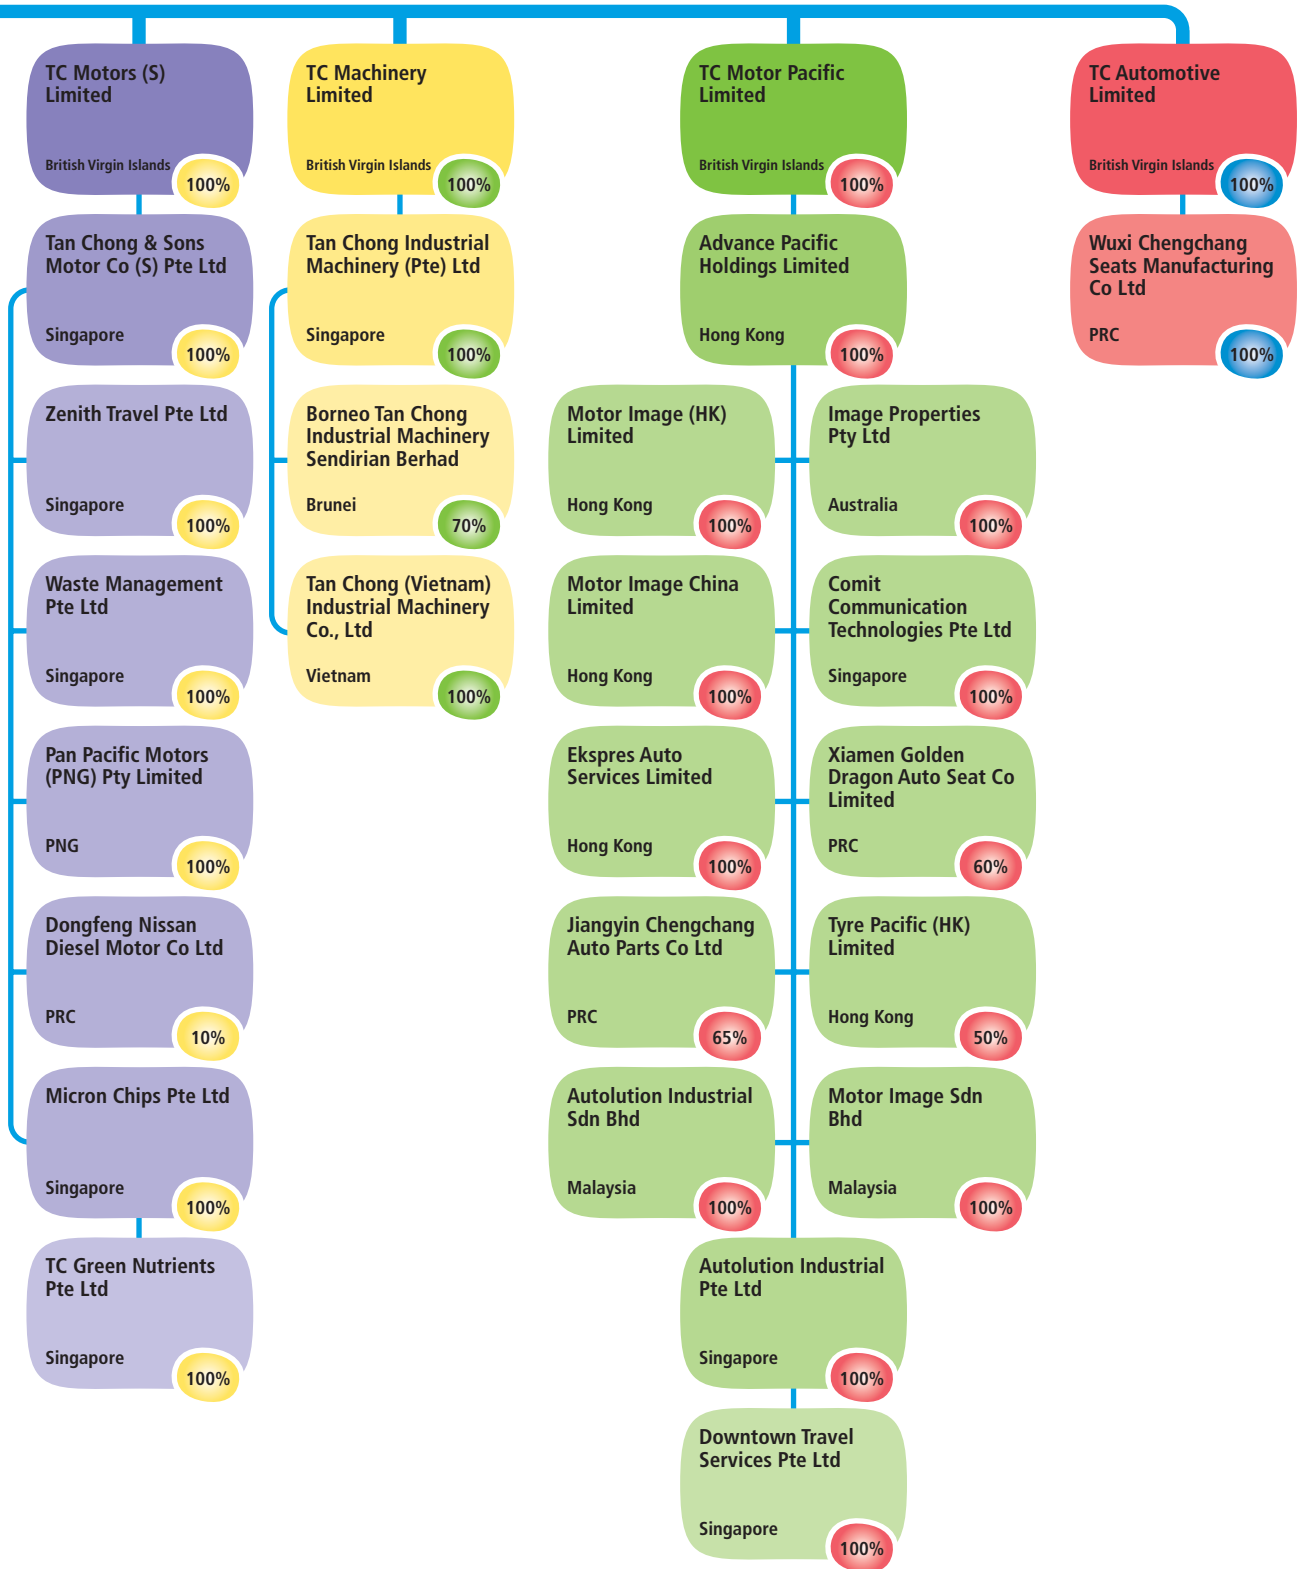 TC Motors (S)
Limited
British Virgin Islands
100%
Tan Chong & Sons
Motor Co (S) Pte Ltd
Singapore
100%
Zenith Travel Pte Ltd
Singapore
100%
Waste Management
Pte Ltd
Singapore
100%
Pan Pacific Motors
(PNG) Pty Limited
PNG
100%
Dongfeng Nissan
Diesel Motor Co Ltd
PRC
10%
Micron Chips Pte Ltd
Singapore
100%
TC Green Nutrients
Pte Ltd
Singapore
100%
TC Machinery
Limited
British Virgin Islands
100%
Tan Chong Industrial
Machinery (Pte) Ltd
Singapore
100%
Borneo Tan Chong
Industrial Machinery
Sendirian Berhad
Brunei
70%
Tan Chong (Vietnam)
Industrial Machinery
Co., Ltd
Vietnam
100%
TC Motor Pacific
Limited
British Virgin Islands
100%
Advance Pacific
Holdings Limited
Hong Kong
100%
Motor Image (HK)
Limited
Hong Kong
100%
Image Properties
Pty Ltd
Australia
100%
Motor Image China
Limited
Hong Kong
100%
Comit
Communication
Technologies Pte Ltd
Singapore
100%
Ekspres Auto
Services Limited
Hong Kong
100%
Xiamen Golden
Dragon Auto Seat Co
Limited
PRC
60%
Jiangyin Chengchang
Auto Parts Co Ltd
PRC
65%
Tyre Pacific (HK)
Limited
Hong Kong
50%
Autolution Industrial
Sdn Bhd
Malaysia
100%
Motor Image Sdn
Bhd
Malaysia
100%
Autolution Industrial
Pte Ltd
Singapore
100%
Downtown Travel
Services Pte Ltd
Singapore
100%
TC Automotive
Limited
British Virgin Islands
100%
Wuxi Chengchang
Seats Manufacturing
Co Ltd
PRC
100%